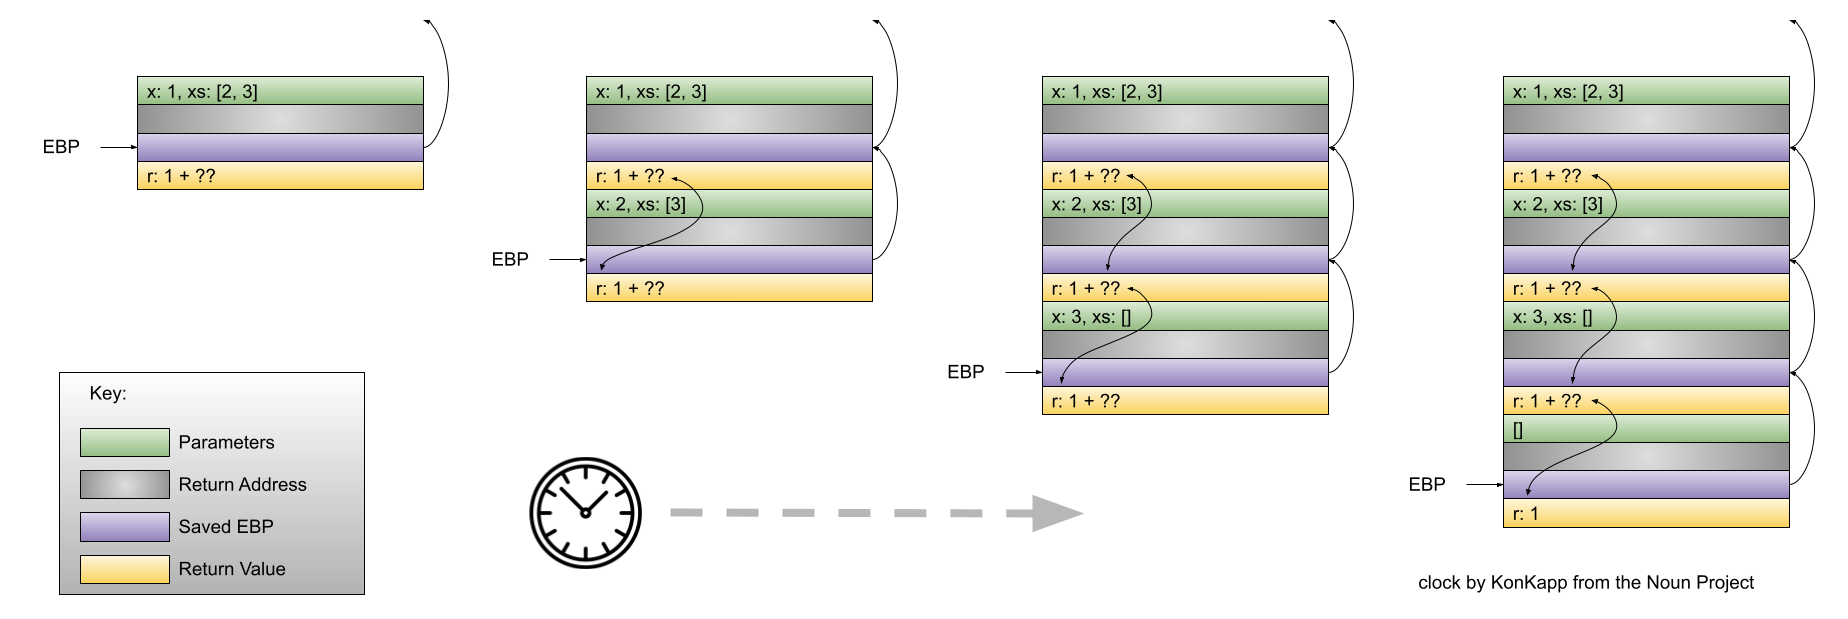 x: 1, xs: [2, 3]
EBP
r: 1 + ??
x: 1, xs: [2, 3]
r: 1 + ??
x: 2, xs: [3]
EBP
r: 1 + ??
x: 1, xs: [2, 3]
r: 1 + ??
x: 2, xs: [3]
r: 1 + ??
x: 3, xs: []
EBP
r: 1 + ??
x: 1, xs: [2, 3]
r: 1 + ??
x: 2, xs: [3]
r: 1 + ??
x: 3, xs: []
r: 1 + ??
[]
EBP
r: 1
Key:
Parameters
Return Address
Saved EBP
Return Value
clock by KonKapp from the Noun Project